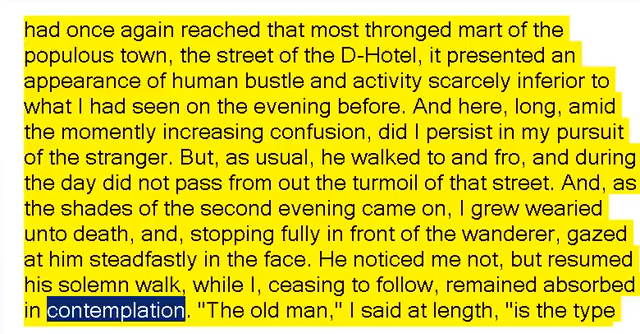 had once again reached that most thronged mart of the
populous town, the street of the D-Hotel, it presented an
appearance of human bustle and activity scarcely inferior to
what I had seen on the evening before. And here, long, amid
the momently increasing confusion, did I persist in my pursuit
of the stranger. But, as usual, he walked to and fro, and during
the day did not pass from out the turmoil of that street. And, as
the shades of the second evening came on, I grew wearied
unto death, and, stopping fully in front of the wanderer, gazed
at him steadfastly in the face. He noticed me not, but resumed
his solemn walk, while I, ceasing to follow, remained absorbed
in contemplation. "The old man," I said at length, "is the type